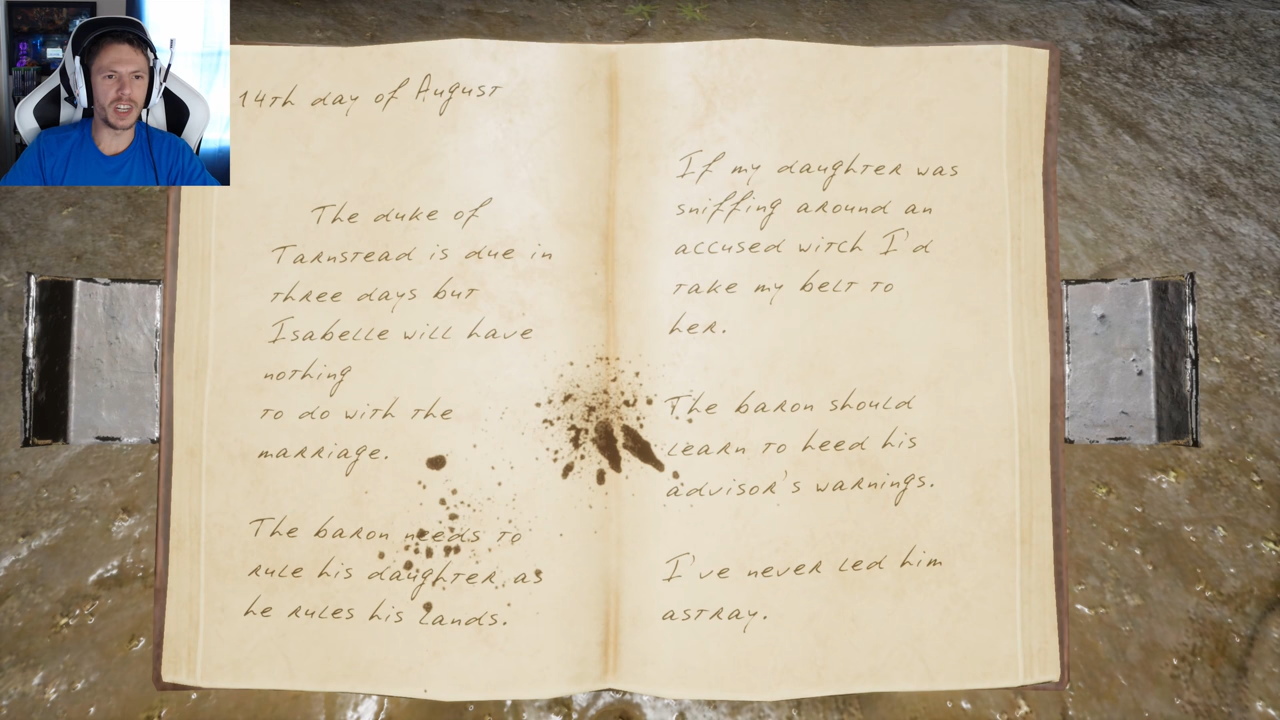 14th day of August
The duke of
Tarnstead is due in
three days but
Isabelle will have
nothing
to do with the
marriage.
The baron needs to
rule his daughter as
he rules his lands.
If my daughter was
sniffing around an
accused witch I'd
take my belt to
her.
The baron should
learn to heed his
advisor's warnings.
I've never led him
astray.